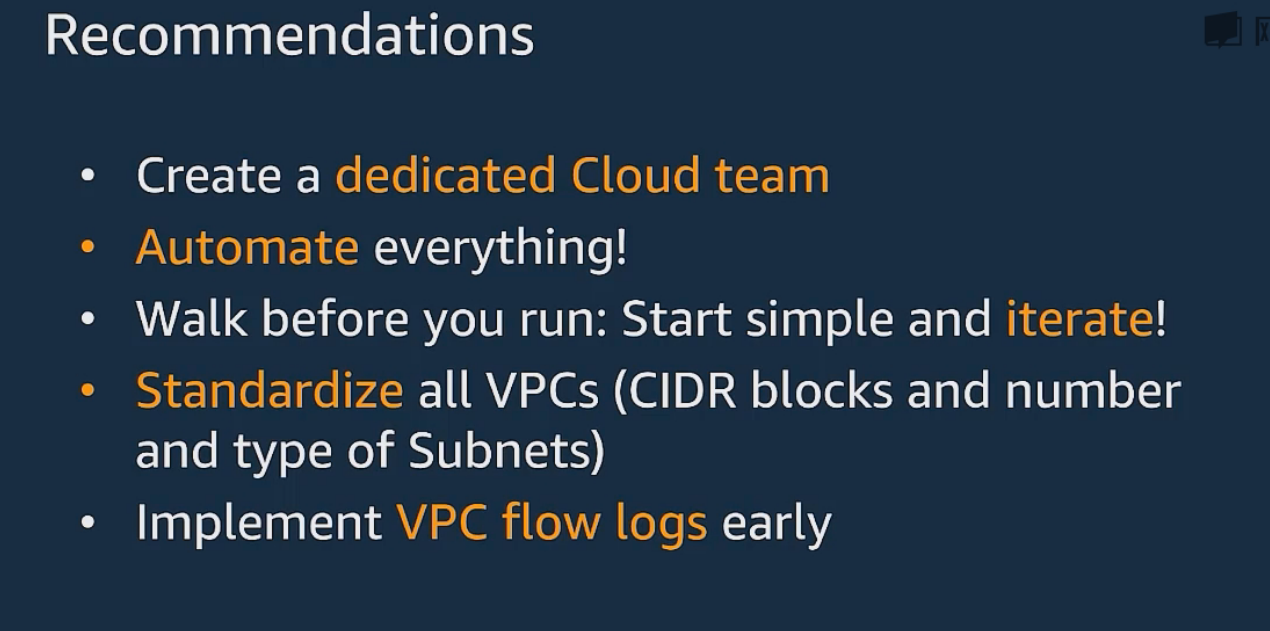 Recommendations
• Create a dedicated Cloud team
• Automate everything!
• Walk before you run: Start simple and iterate!
• Standardize all VPCs (CIDR blocks and number
and type of Subnets)
• Implement VPC flow logs early